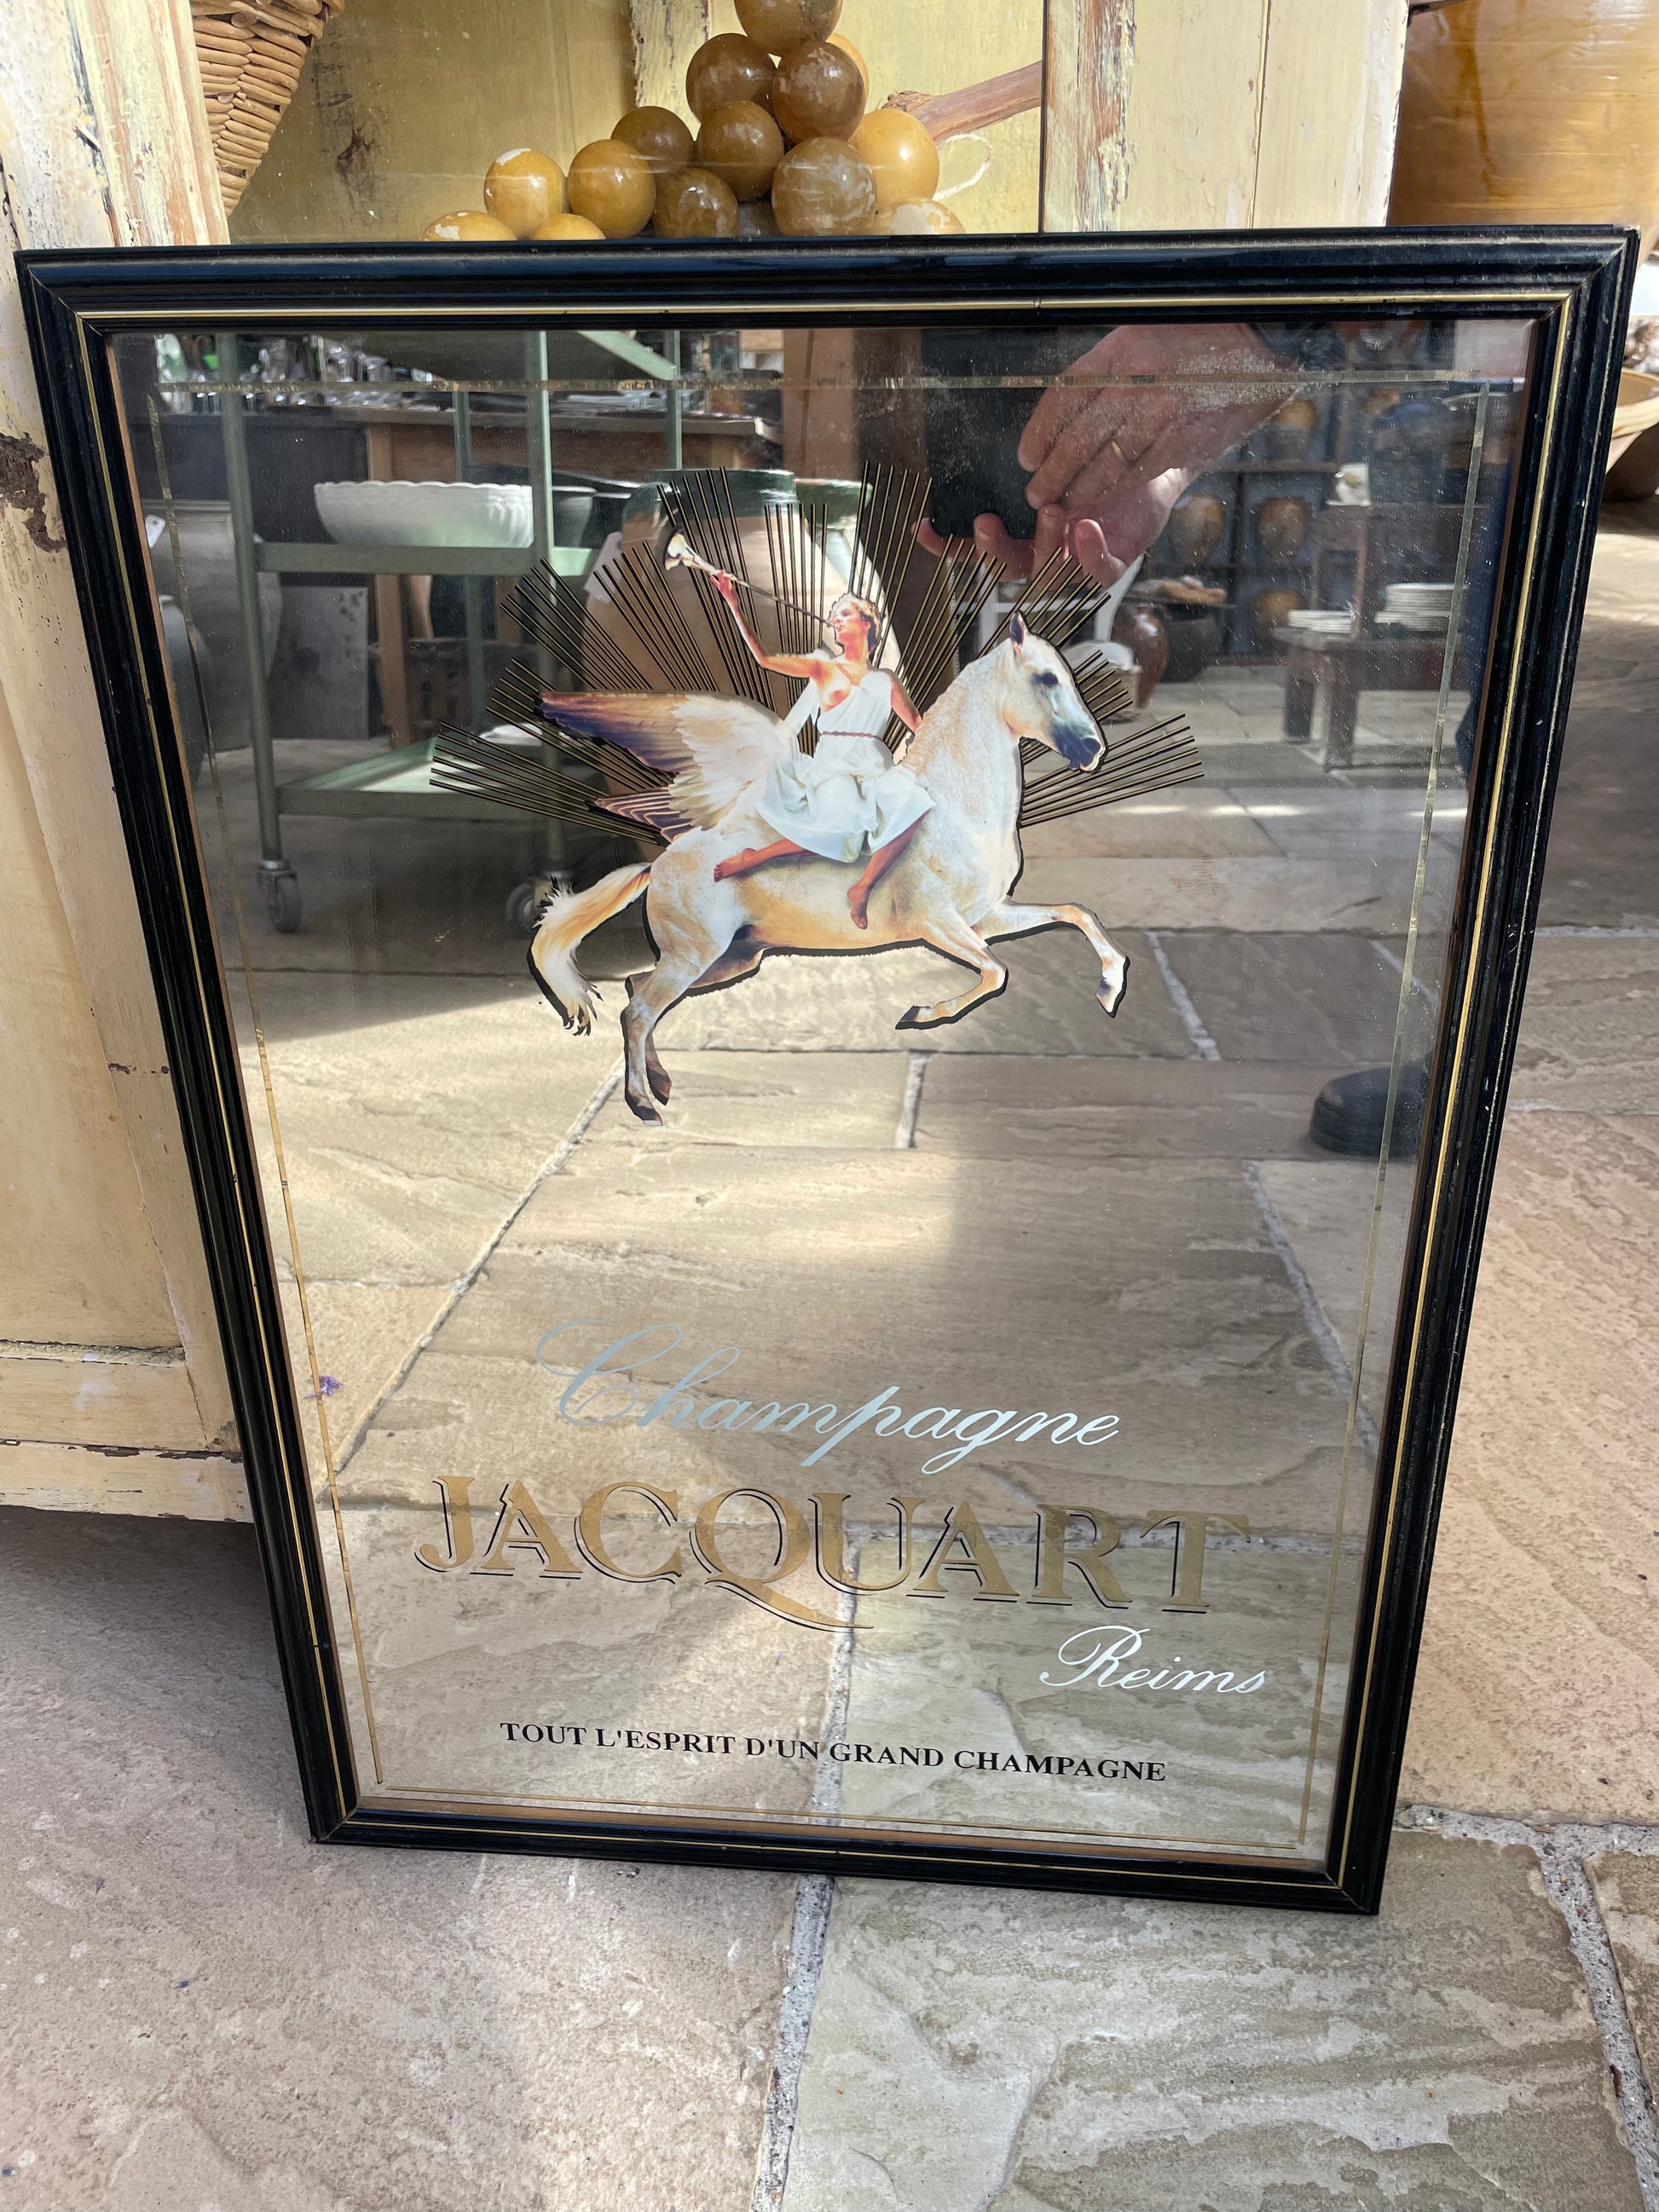 Champagne
JACQUART
Reims
TOUT L'ESPRIT D'UN GRAND CHAMPAGNE